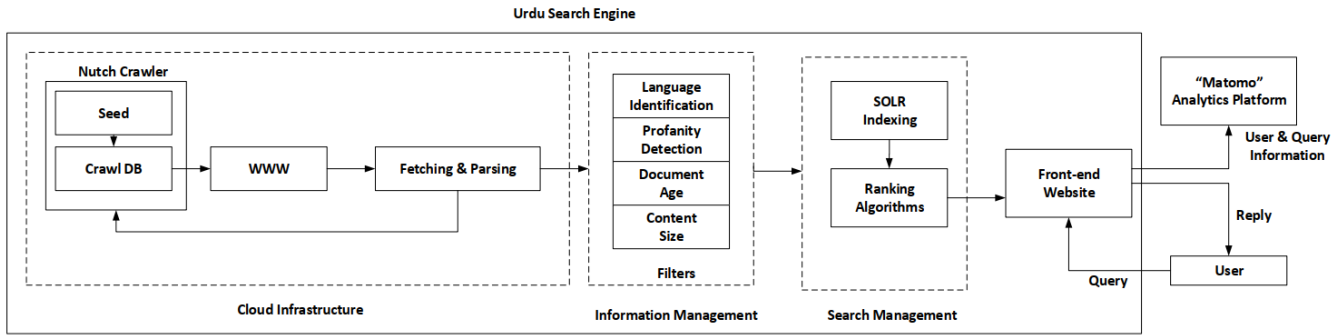 Urdu Search Engine
Nutch Crawler
Seed
Crawl DB
WWW
Fetching & Parsing
Cloud Infrastructure
Language
Identification
Profanity
Detection
Document
Age
Content
Size
Filters
Information Management
SOLR
Indexing
Ranking
Algorithms
Search Management
Front-end
Website
“Matomo”
Analytics Platform
User & Query
Information
Reply
User
Query